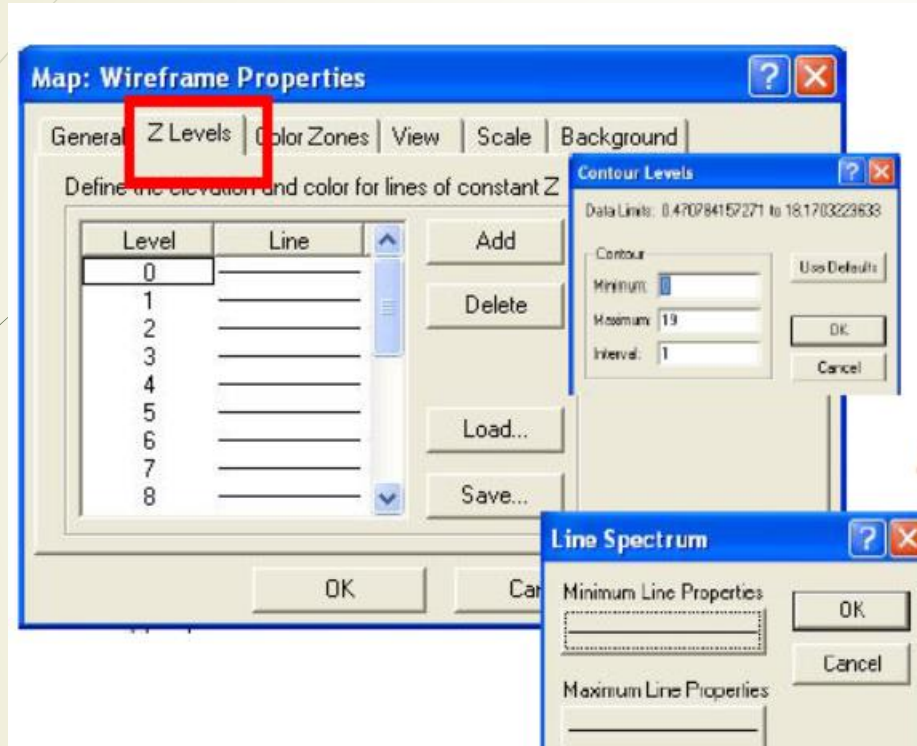 Map: Wireframe Properties
General Z Levels Color Zones View Scale Background
Define the elevation and color for lines of constant Z
Level Line
0
1
2
3
4
5
6
7
8
Add
Delete
Load...
Save...
OK
Can
Contour Levels
Data Limits: 0.470784157271 to 18.1703223633
Contour
Minimum: 0
Maximum: 19
Interval: 1
Use Defaults
OK
Cancel
Line Spectrum
Minimum Line Properties
OK
Cancel
Maximum Line Properties